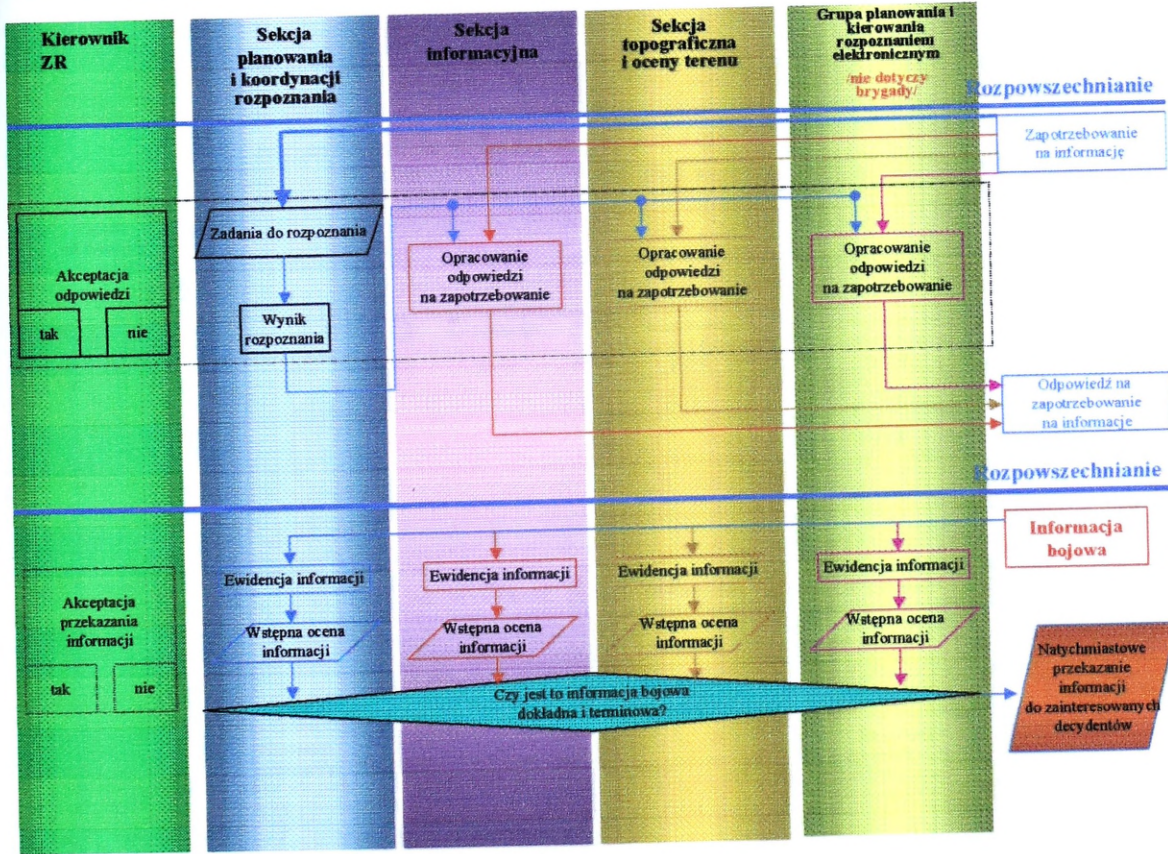 Kierownik
ZR
Sekcja
planowania
i koordynacji
rozpoznania
Sekcja
informacyjna
Sekcja
topograficzna
i oceny terenu
Grupa planowania i
kierowania
rozpoznaniem
elektronicznym
/nie dotyczy
brygady/
Rozpowszechnianie
Zapotrzebowanie
na informację
Zadania do rozpoznania
Akceptacja
odpowiedzi
tak
nie
Wynik
rozpoznania
Opracowanie
odpowiedzi
na zapotrzebowanie
Opracowanie
odpowiedzi
na zapotrzebowanie
Opracowanie
odpowiedzi
na zapotrzebowanie
Odpowiedź na
zapotrzebowanie
na informacje
Rozpowszechnianie
Informacja
bojowa
Akceptacja
przekazania
informacji
tak
nie
Ewidencja informacji
Ewidencja informacji
Ewidencja informacji
Ewidencja informacji
Wstępna ocena
informacji
Wstępna ocena
informacji
Wstępna ocena
informacji
Wstępna ocena
informacji
Czy jest to informacja bojowa
dokładna i terminowa?
Natychmiastowe
przekazanie
informacji
do zainteresowanych
decydentów